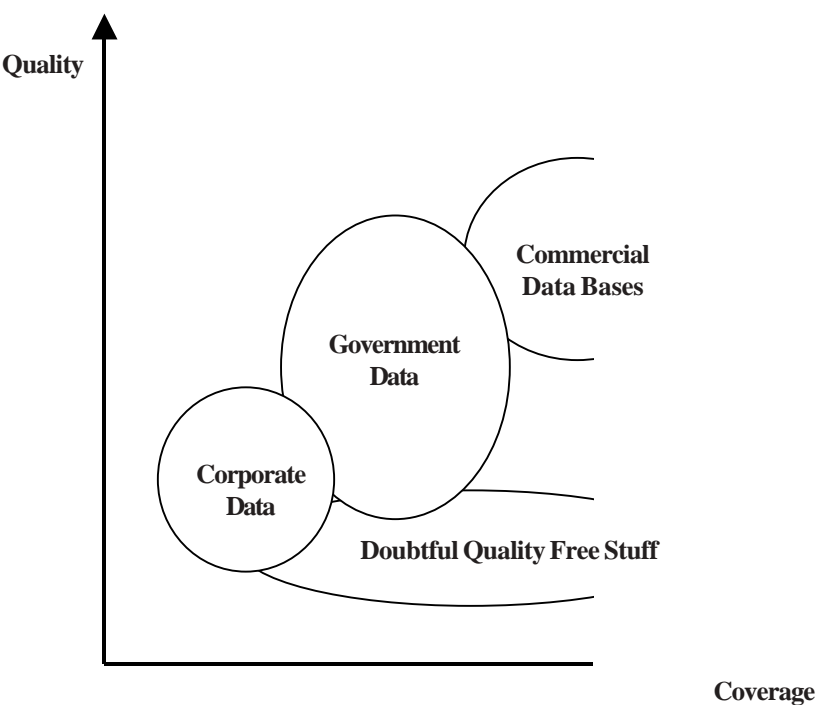 Quality
Commercial
Data Bases
Government
Data
Corporate
Data
Doubtful Quality Free Stuff
Coverage